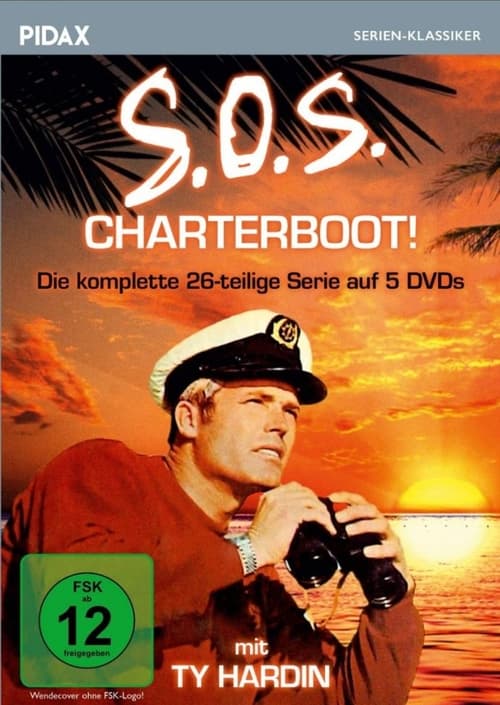 PIDAX
SERIEN-KLASSIKER
S.O.S.
CHARTERBOOT!
Die komplette 26-teilige Serie auf 5 DVDs
FSK
ab
12
freigegeben
mit
TY HARDIN
Wendecover ohne FSK-Logo!